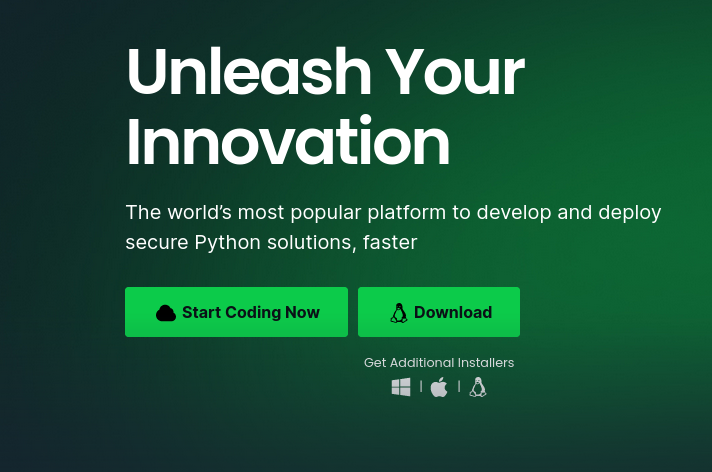 Unleash Your
Innovation
The world’s most popular platform to develop and deploy
secure Python solutions, faster
Start Coding Now
Download
Get Additional Installers